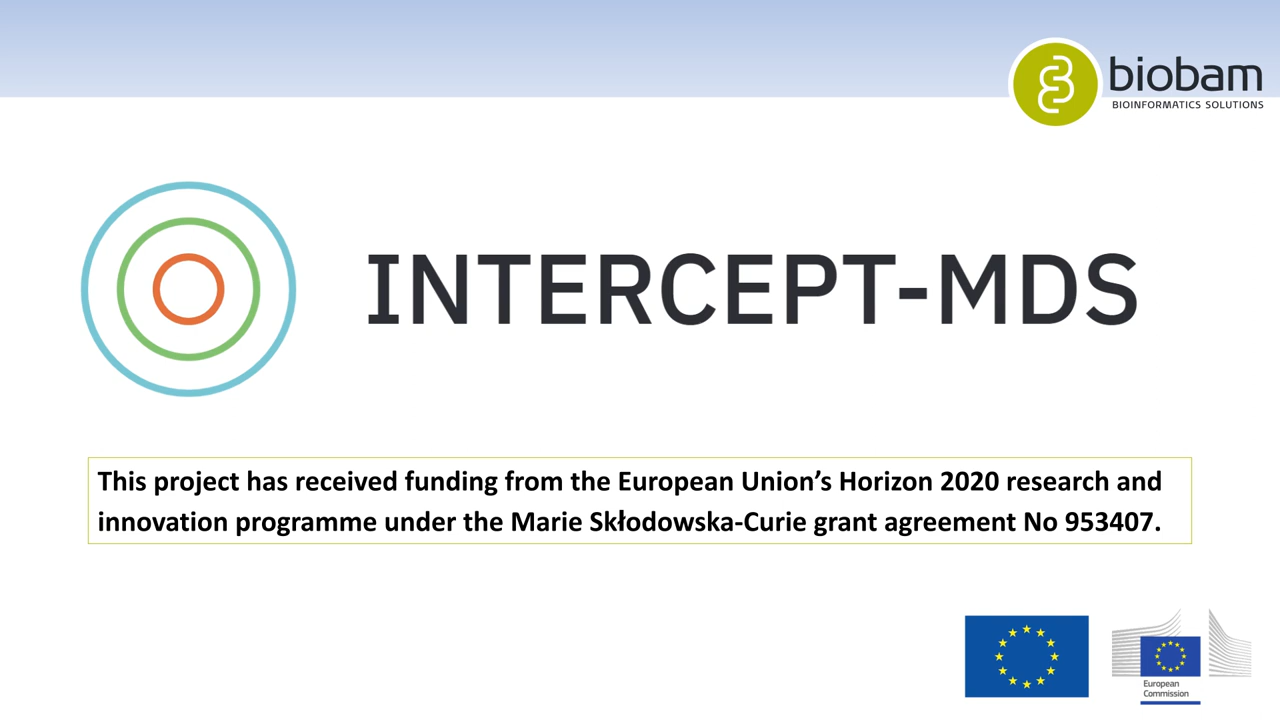 biobam
BIOINFORMATICS SOLUTIONS
INTERCEPT-MDS
This project has received funding from the European Union’s Horizon 2020 research and
innovation programme under the Marie Skłodowska-Curie grant agreement No 953407.
European
Commission